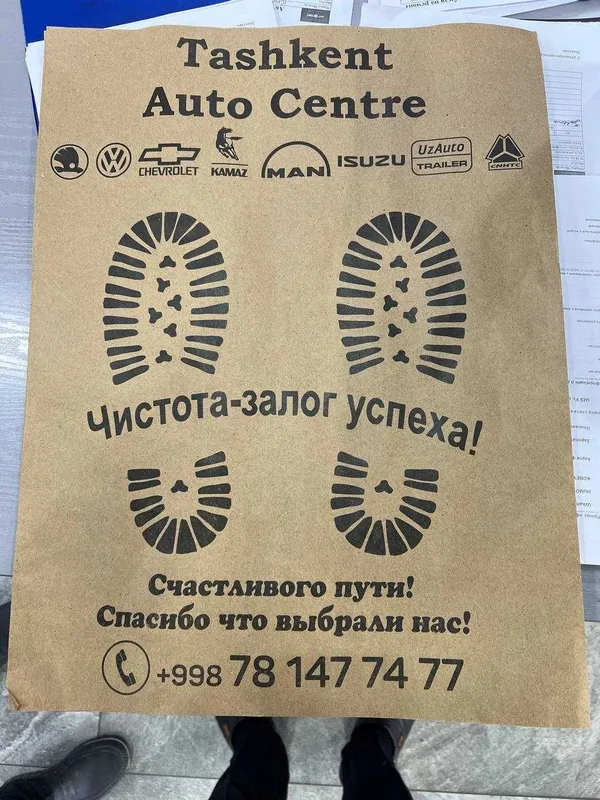 Tashkent
Auto Centre
CHEVROLET
KAMAZ
MAN
ISUZU
UzAuto
TRAILER
CNHTC
Чистота-залог успеха!
Счастливого пути!
Спасибо что выбрали нас!
+998 78 147 74 77